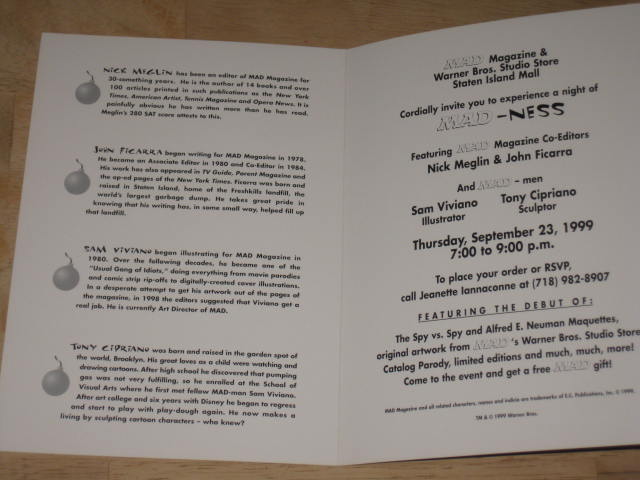 NICK MEGLIN has been an editor of MAD Magazine for
30-something years. He is the author of 14 books and over
100 articles printed in such publications as the New York
Times, American Artist, Tennis Magazine and Opera News. It is
painfully obvious he has written more than he has read.
Meglin's 280 SAT score attests to this.
JOHN FICARRA began writing for MAD Magazine in 1978.
He became an Associate Editor in 1980 and Co-Editor in 1984.
His work has also appeared in TV Guide, Parent Magazine and
the op-ed pages of the New York Times. Ficarra was born and
raised in Staten Island, home of the Freshkills landfill, the
world's largest garbage dump. He takes great pride in
knowing that his writing has, in some small way, helped fill up
that landfill.
SAM VIVIANO began illustrating for MAD Magazine in
1980. Over the following decades, he became one of the
"Usual Gang of Idiots," doing everything from movie parodies
and comic strip rip-offs to digitally-created cover illustrations.
In a desperate attempt to get his artwork out of the pages of
the magazine, in 1998 the editors suggested that Viviano get a
real job. He is currently Art Director of MAD.
TONY CIPRIANO was born and raised in the garden spot of
the world, Brooklyn. His great loves as a child were watching and
drawing cartoons. After high school he discovered that pumping
gas was not very fulfilling, so he enrolled at the School of
Visual Arts where he first met fellow MAD-man Sam Viviano.
After art college and six years with Disney he began to regress
and start to play with play-dough again. He now makes a
living by sculpting cartoon characters – who knew?
MAD Magazine &
Warner Bros. Studio Store
Staten Island Mall
Cordially invite you to experience a night of
MAD-NESS
Featuring MAD Magazine Co-Editors
Nick Meglin & John Ficarra
And MAD – men
Sam Viviano Tony Cipriano
Illustrator Sculptor
Thursday, September 23, 1999
7:00 to 9:00 p.m.
To place your order or RSVP,
call Jeanette Iannaconne at (718) 982-8907
FEATURING THE DEBUT OF:
The Spy vs. Spy and Alfred E. Neuman Maquettes,
original artwork from MAD's Warner Bros. Studio Store
Catalog Parody, limited editions and much, much, more!
Come to the event and get a free MAD gift!
MAD Magazine and all related characters, names and indicia are trademarks of E.C. Publications, Inc. © 1999.
TM & © 1999 Warner Bros.